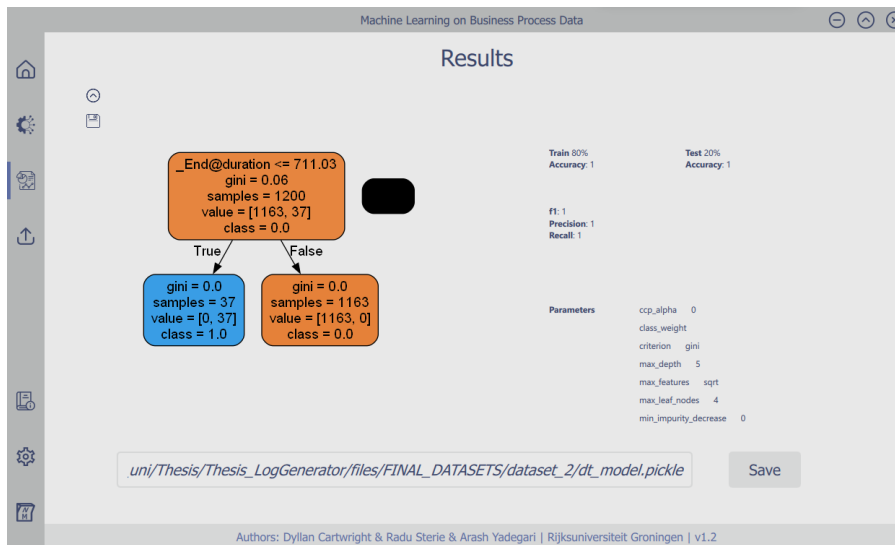 Machine Learning on Business Process Data
Results
_End@duration <= 711.03
gini = 0.06
samples = 1200
value = [1163, 37]
class = 0.0
True
False
gini = 0.0
samples = 37
value = [0, 37]
class = 1.0
gini = 0.0
samples = 1163
value = [1163, 0]
class = 0.0
Train 80%
Accuracy: 1
Test 20%
Accuracy: 1
f1: 1
Precision: 1
Recall: 1
Parameters
ccp_alpha 0
class_weight
criterion gini
max_depth 5
max_features sqrt
max_leaf_nodes 4
min_impurity_decrease 0
uni/Thesis/Thesis_LogGenerator/files/FINAL_DATASETS/dataset_2/dt_model.pickle
Save
N M
Authors: Dyllan Cartwright & Radu Sterie & Arash Yadegari | Rijksuniversiteit Groningen | v1.2